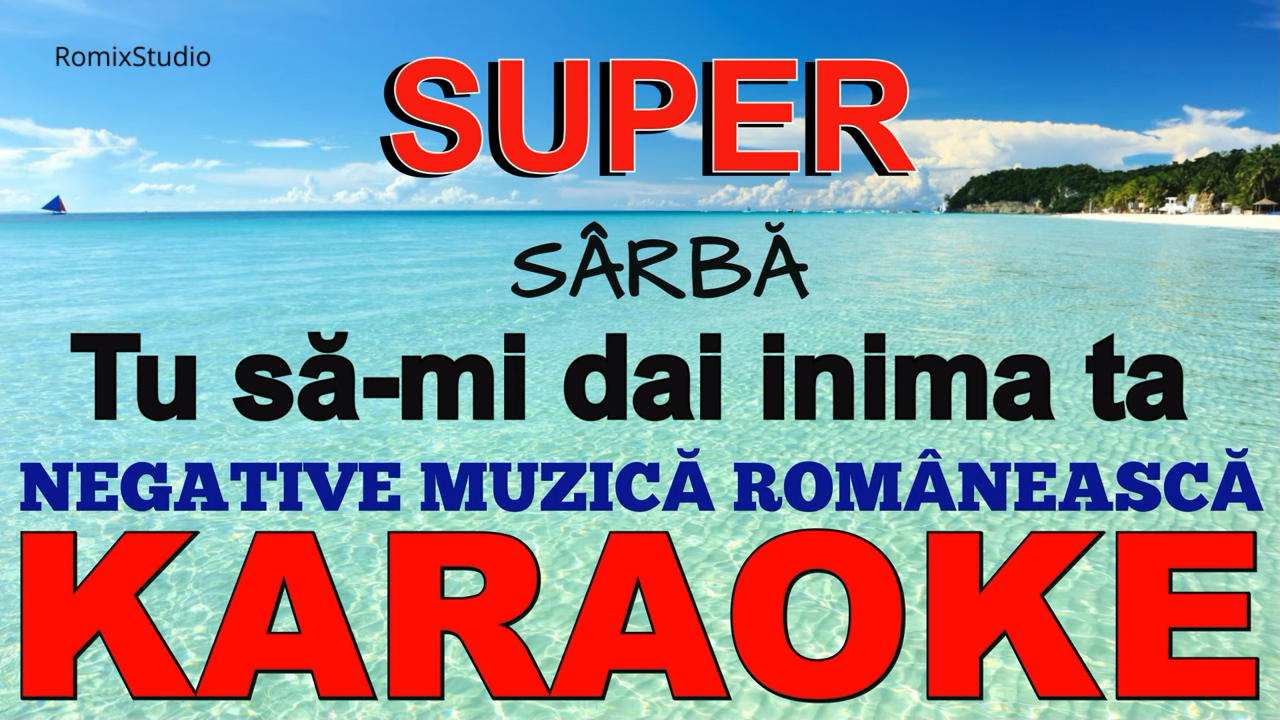 RomixStudio
SUPER
SÂRBĂ
Tu să-mi dai inima ta
NEGATIVE MUZICĂ ROMÂNEASCĂ
KARAOKE